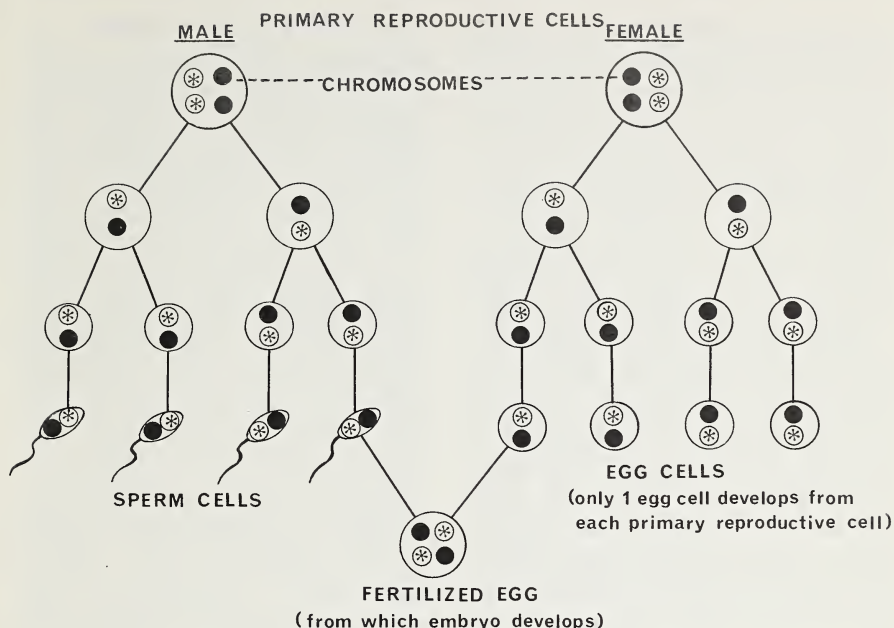 PRIMARY REPRODUCTIVE CELLS
MALE
FEMALE
CHROMOSOMES
SPERM CELLS
EGG CELLS
(only 1 egg cell develops from
each primary reproductive cell)
FERTILIZED EGG
(from which embryo develops)